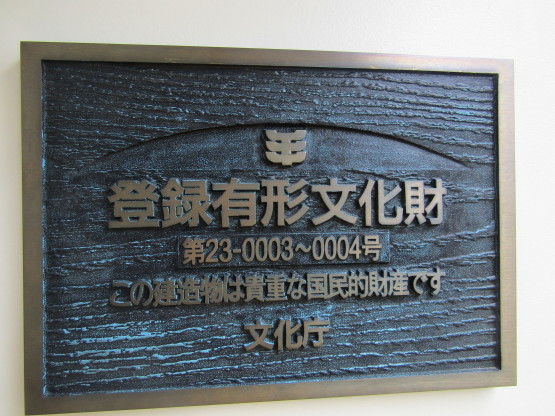 登録有形文化財
第23-0003~0004号
この建造物は貴重な国民的財産です
文化庁